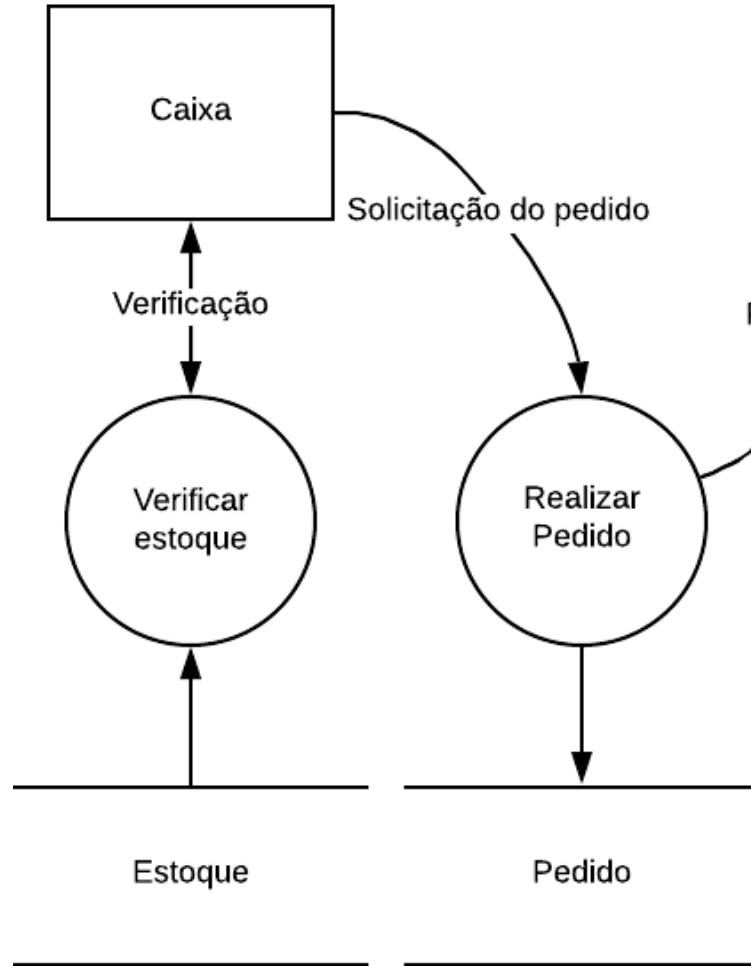 Caixa
Solicitação do pedido
Verificação
Verificar
estoque
Realizar
Pedido
Estoque
Pedido